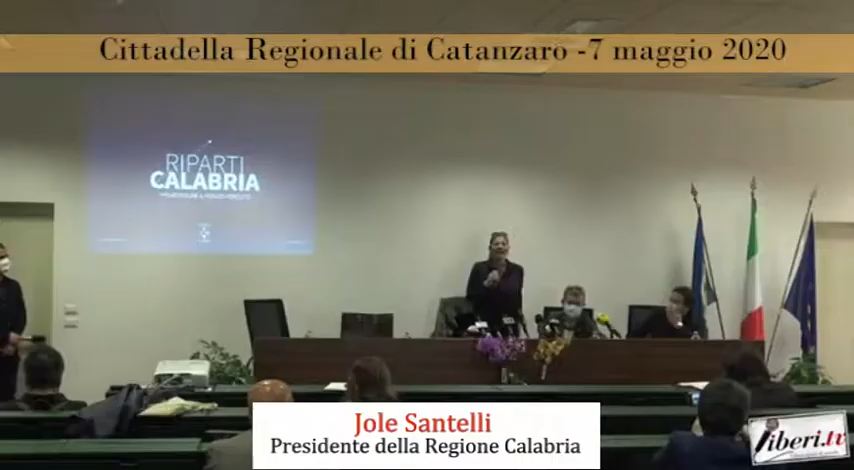 Cittadella Regionale di Catanzaro -7 maggio 2020
RIPARTI
CALABRIA
Jole Santelli
Presidente della Regione Calabria
liberi.tv